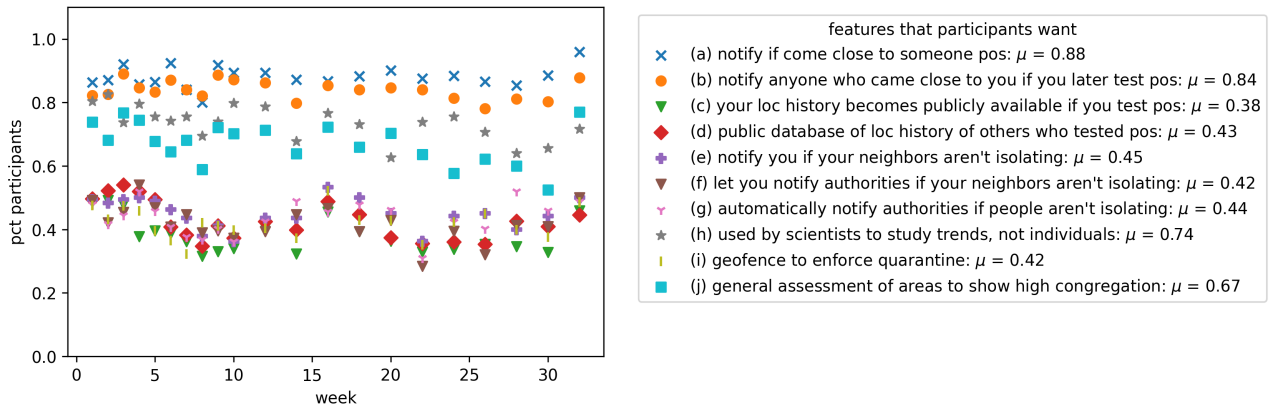 1.0
0.8
0.6
0.4
0.2
0.0
pct participants
0 5 10 15 20 25 30
week
features that participants want
(a) notify if come close to someone pos: μ = 0.88
(b) notify anyone who came close to you if you later test pos: μ = 0.84
(c) your loc history becomes publicly available if you test pos: μ = 0.38
(d) public database of loc history of others who tested pos: μ = 0.43
(e) notify you if your neighbors aren't isolating: μ = 0.45
(f) let you notify authorities if your neighbors aren't isolating: μ = 0.42
(g) automatically notify authorities if people aren't isolating: μ = 0.44
(h) used by scientists to study trends, not individuals: μ = 0.74
(i) geofence to enforce quarantine: μ = 0.42
(j) general assessment of areas to show high congregation: μ = 0.67